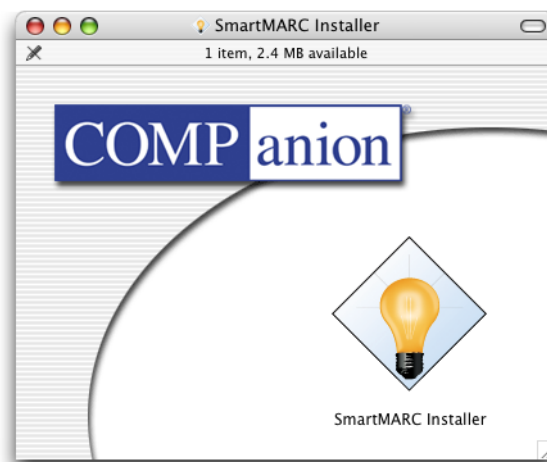 SmartMARC Installer
1 item, 2.4 MB available
COMPanion®
SmartMARC Installer